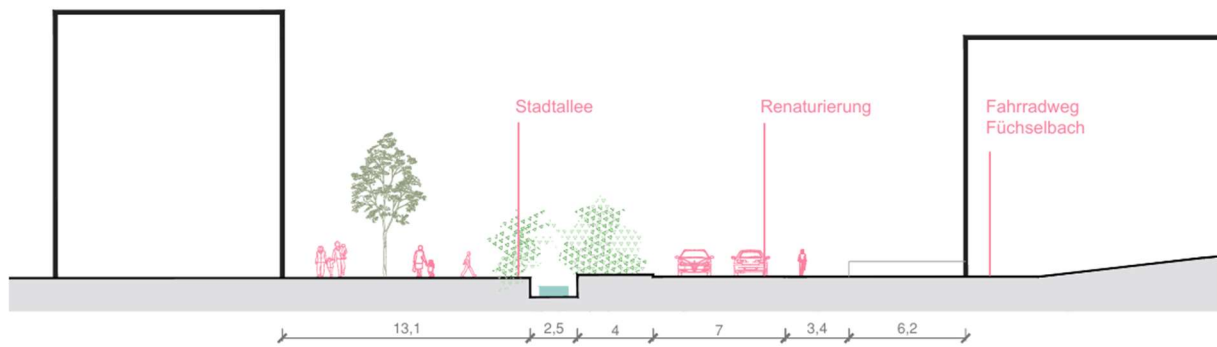 Stadtallee
Renaturierung
Fahrradweg
Füchselbach
13,1
2,5
4
7
3,4
6,2